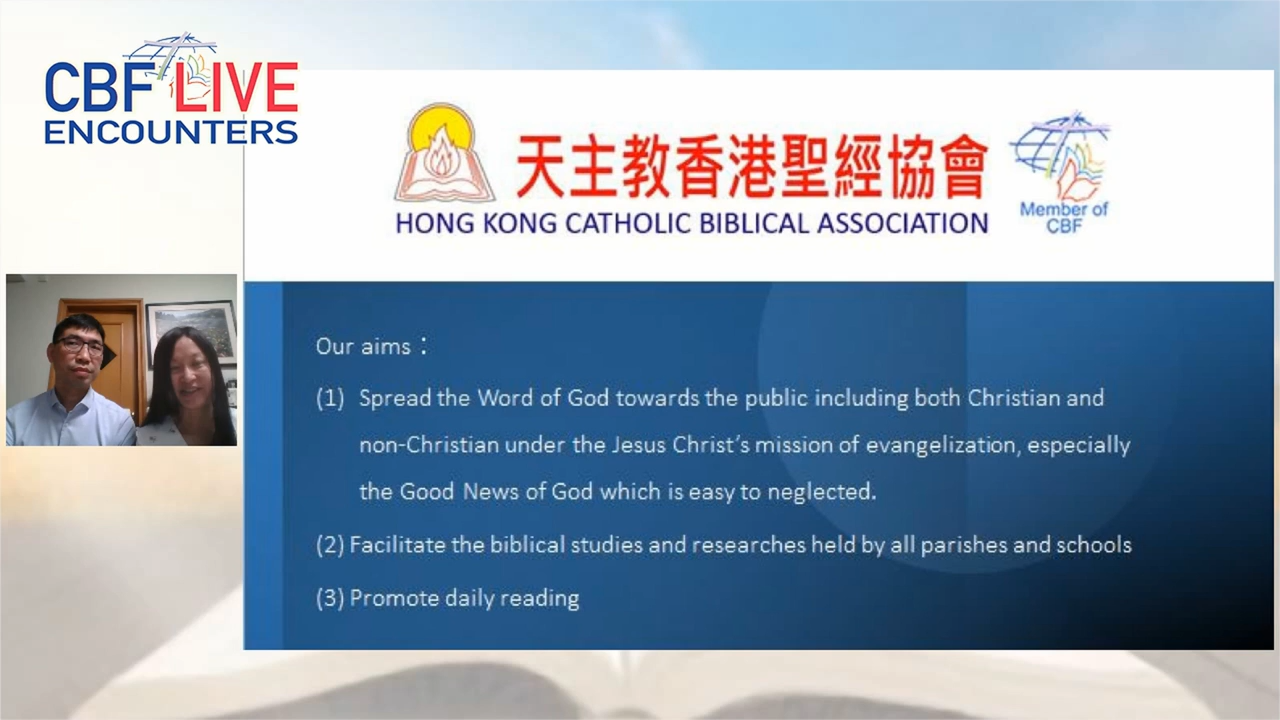 CBF LIVE
ENCOUNTERS
天主教香港聖經協會
HONG KONG CATHOLIC BIBLICAL ASSOCIATION
Member of
CBF
Our aims：
(1) Spread the Word of God towards the public including both Christian and
non-Christian under the Jesus Christ's mission of evangelization, especially
the Good News of God which is easy to neglected.
(2) Facilitate the biblical studies and researches held by all parishes and schools
(3) Promote daily reading